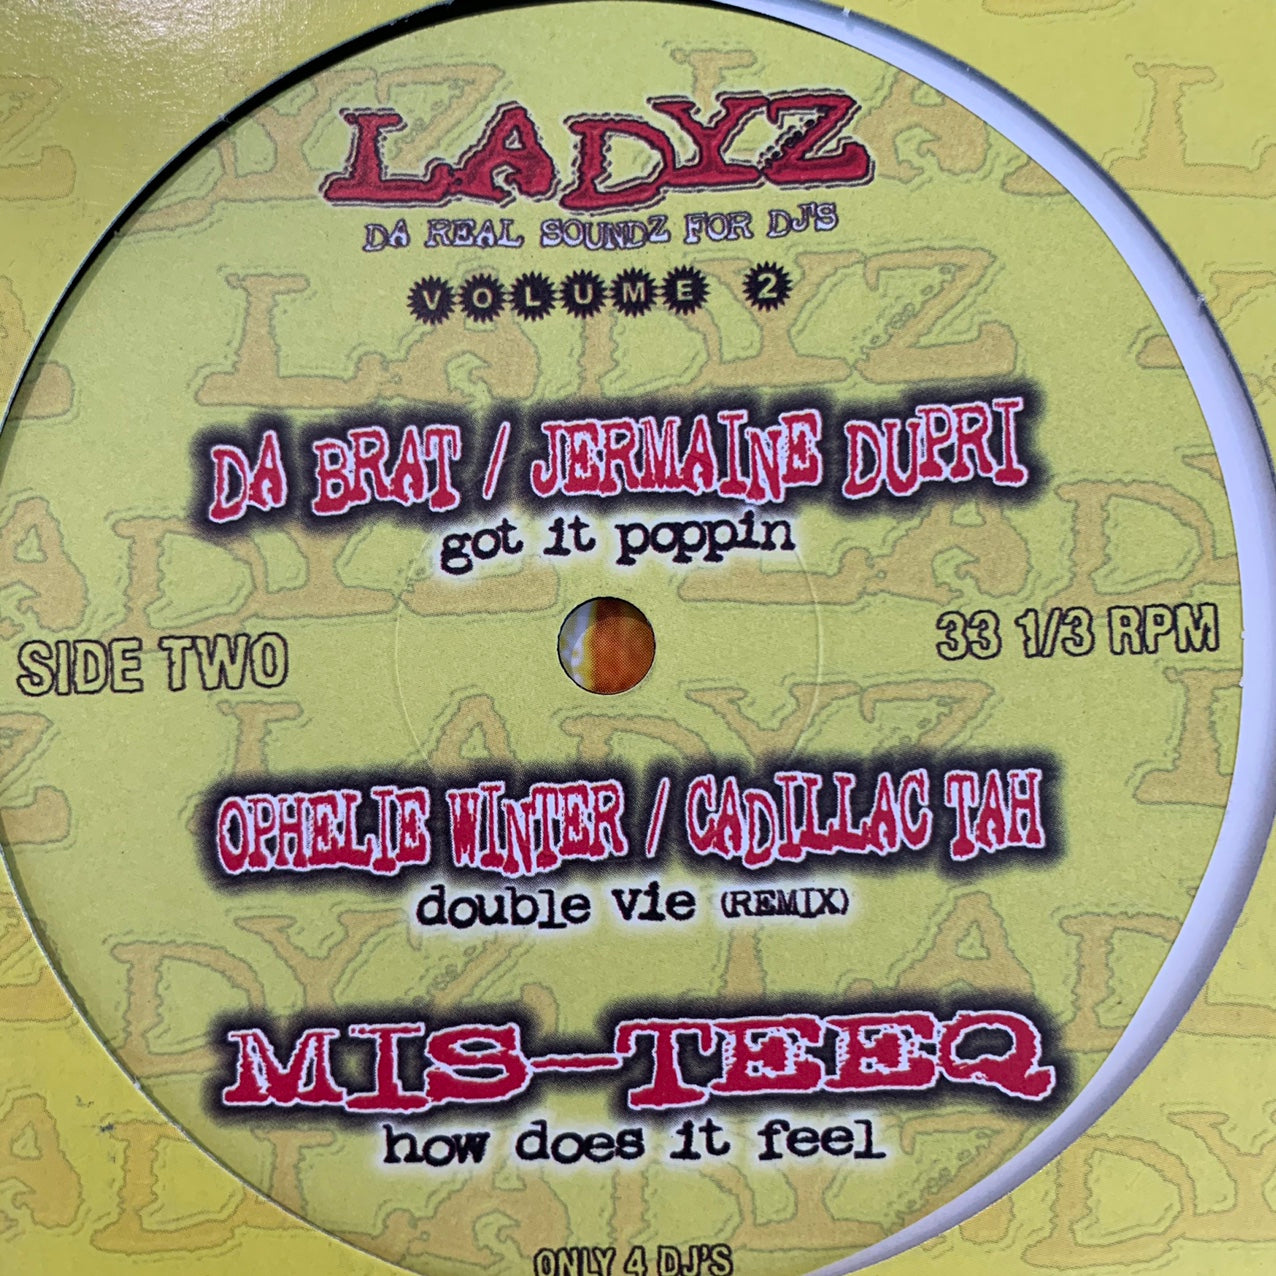 LADYZ
DA REAL SOUNDZ FOR DJ'S
VOLUME 2
DA BRAT / JERMAINE DUPRI
got it poppin
SIDE TWO
33 1/3 RPM
OPHELIE WINTER / CADILLAC TAH
double vie (REMIX)
MIS-TEEQ
how does it feel
ONLY 4 DJ'S